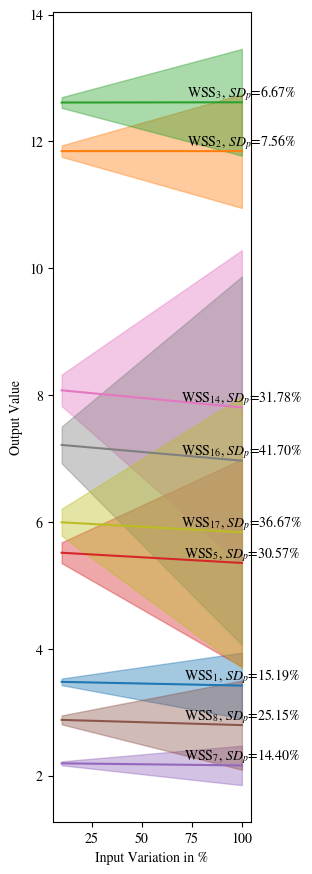 14
WSS3, SDp=6.67%
12
WSS2, SDp=7.56%
10
8
WSS14, SDp=31.78%
Output Value
WSS16, SDp=41.70%
6
WSS17, SDp=36.67%
WSS5, SDp=30.57%
4
WSS1, SDp=15.19%
WSS8, SDp=25.15%
WSS7, SDp=14.40%
2
25 50 75 100
Input Variation in %